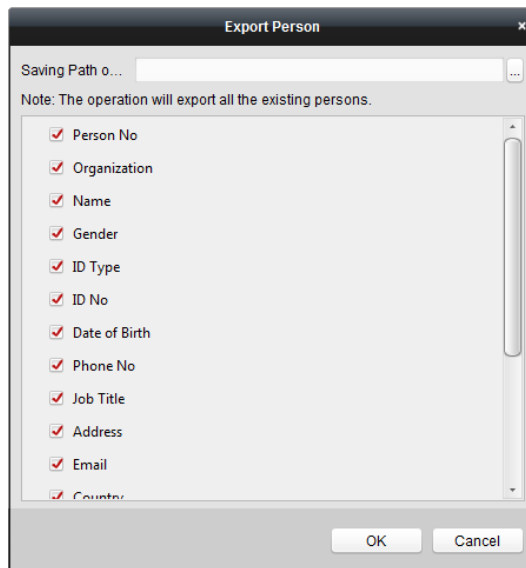 Export Person
Saving Path o...
...
Note: The operation will export all the existing persons.
Person No
Organization
Name
Gender
ID Type
ID No
Date of Birth
Phone No
Job Title
Address
Email
Country
OK Cancel